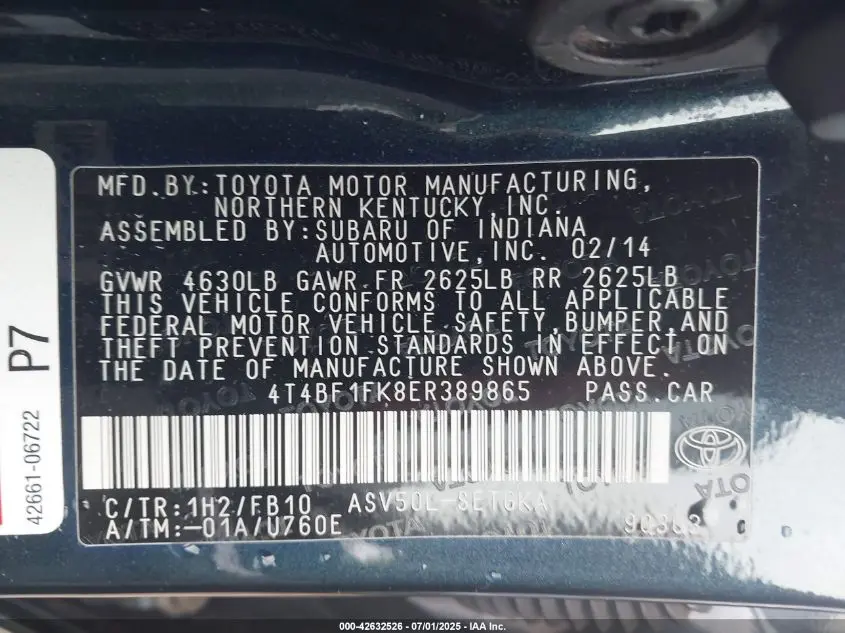 MFD.BY:TOYOTA MOTOR MANUFACTURING,
NORTHERN KENTUCKY,INC.
ASSEMBLED BY:SUBARU OF INDIANA
AUTOMOTIVE,INC. 02/14
GVWR 4630LB GAWR FR 2625LB RR 2625LB
THIS VEHICLE CONFORMS TO ALL APPLICABLE
FEDERAL MOTOR VEHICLE SAFETY,BUMPER,AND
THEFT PREVENTION STANDARDS IN EFFECT ON
THE DATE OF MANUFACTURE SHOWN ABOVE.
4T4BF1FK8ER389865 PASS.CAR
C/TR:1H2/FB10 ASV50L-SETGKA
A/TM:-01A/U760E
P7
42661-06722
TOYOTA
000-42632526 - 07/01/2025 - IAA Inc.